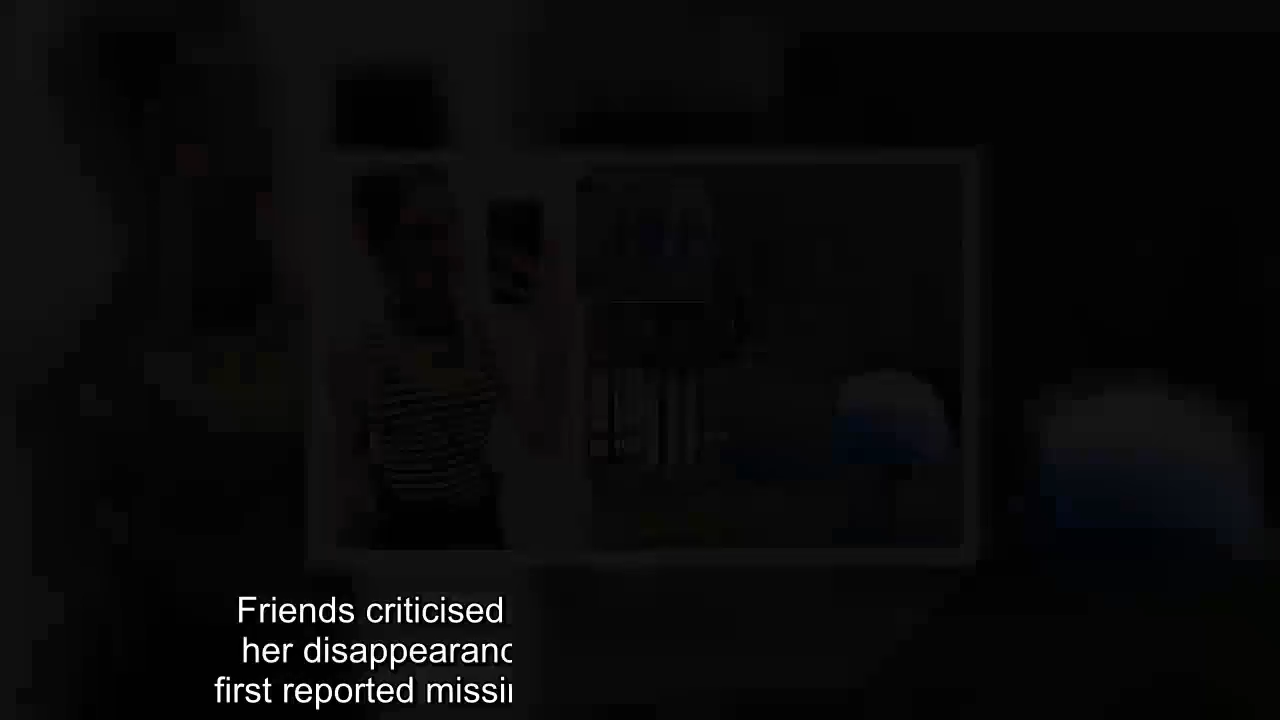 Friends criticised
her disappearanc
first reported missi